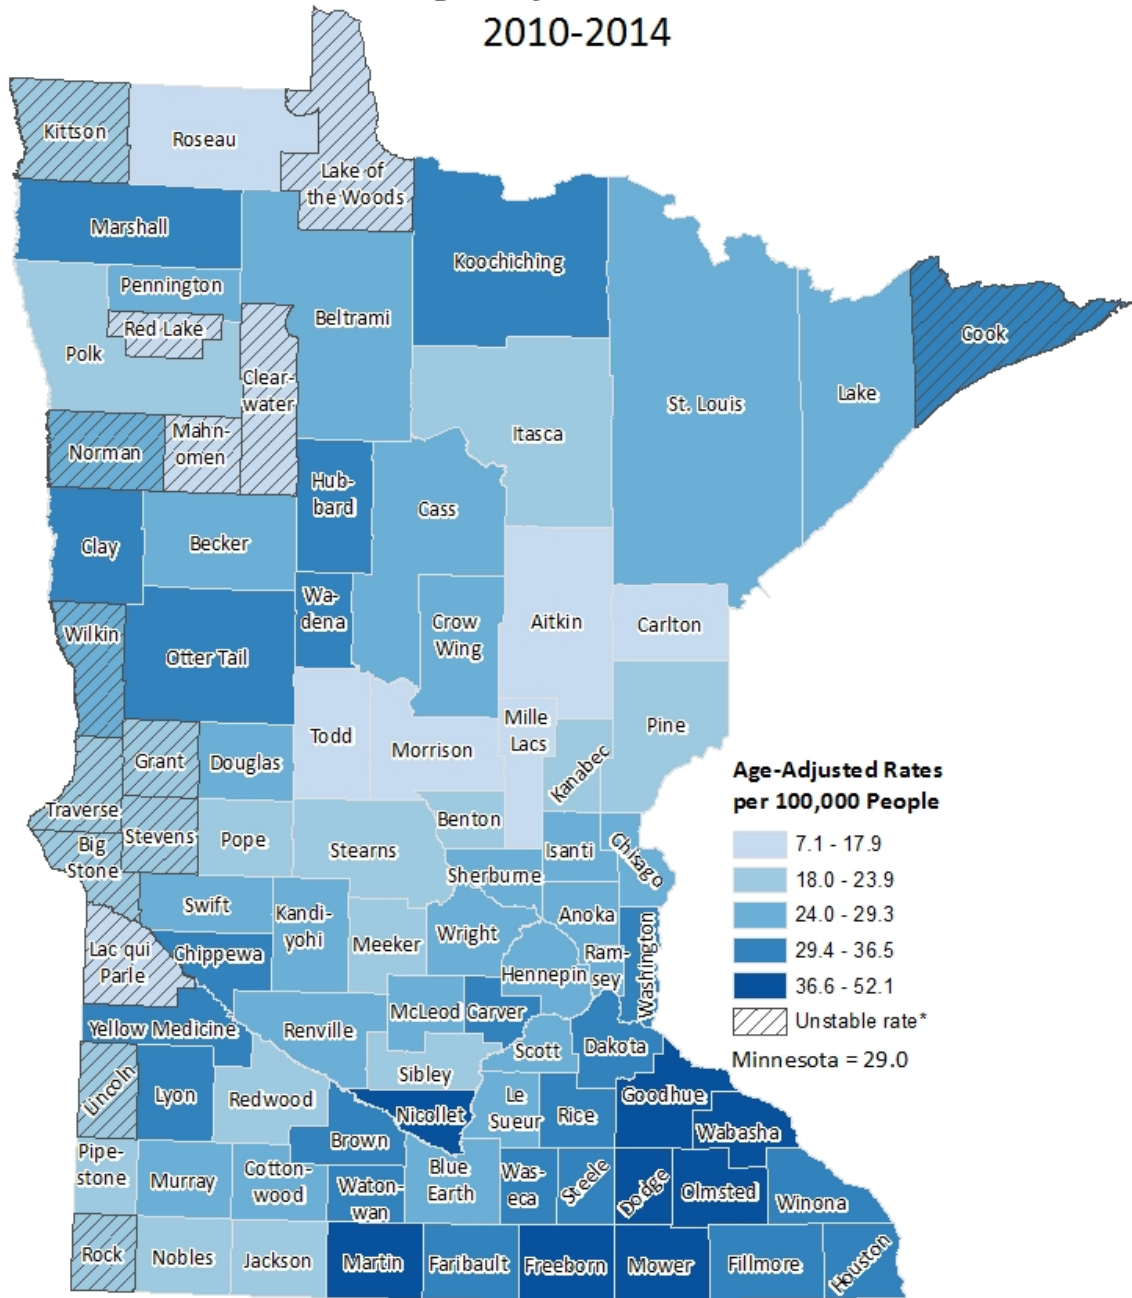 2010-2014
Kittson
Roseau
Lake of
the Woods
Marshall
Koochiching
Pennington
Beltrami
Red Lake
Cook
Polk
Clear-
water
Lake
St. Louis
Itasca
Mahn-
omen
Norman
Hub-
bard
Cass
Clay
Becker
Wa-
dena
Crow
Wing
Aitkin
Carlton
Wilkin
Otter Tail
Mille
Lacs
Pine
Todd
Morrison
Grant
Douglas
Kanabec
Traverse
Benton
Stevens
Pope
Big
Stone
Stearns
Isanti
Chisago
Sherburne
Swift
Kandi-
yohi
Anoka
Wright
Meeker
Lac qui
Parle
Chippewa
Ram-
sey
Hennepin
Washington
McLeod
Carver
Yellow Medicine
Renville
Scott
Dakota
Sibley
Lincoln
Lyon
Redwood
Nicollet
Le
Sueur
Rice
Goodhue
Wabasha
Brown
Pipe-
stone
Murray
Cotton-
wood
Waton-
wan
Blue
Earth
Was-
eca
Steele
Dodge
Olmsted
Winona
Rock
Nobles
Jackson
Martin
Faribault
Freeborn
Mower
Fillmore
Houston
Age-Adjusted Rates
per 100,000 People
7.1 - 17.9
18.0 - 23.9
24.0 - 29.3
29.4 - 36.5
36.6 - 52.1
Unstable rate*
Minnesota = 29.0